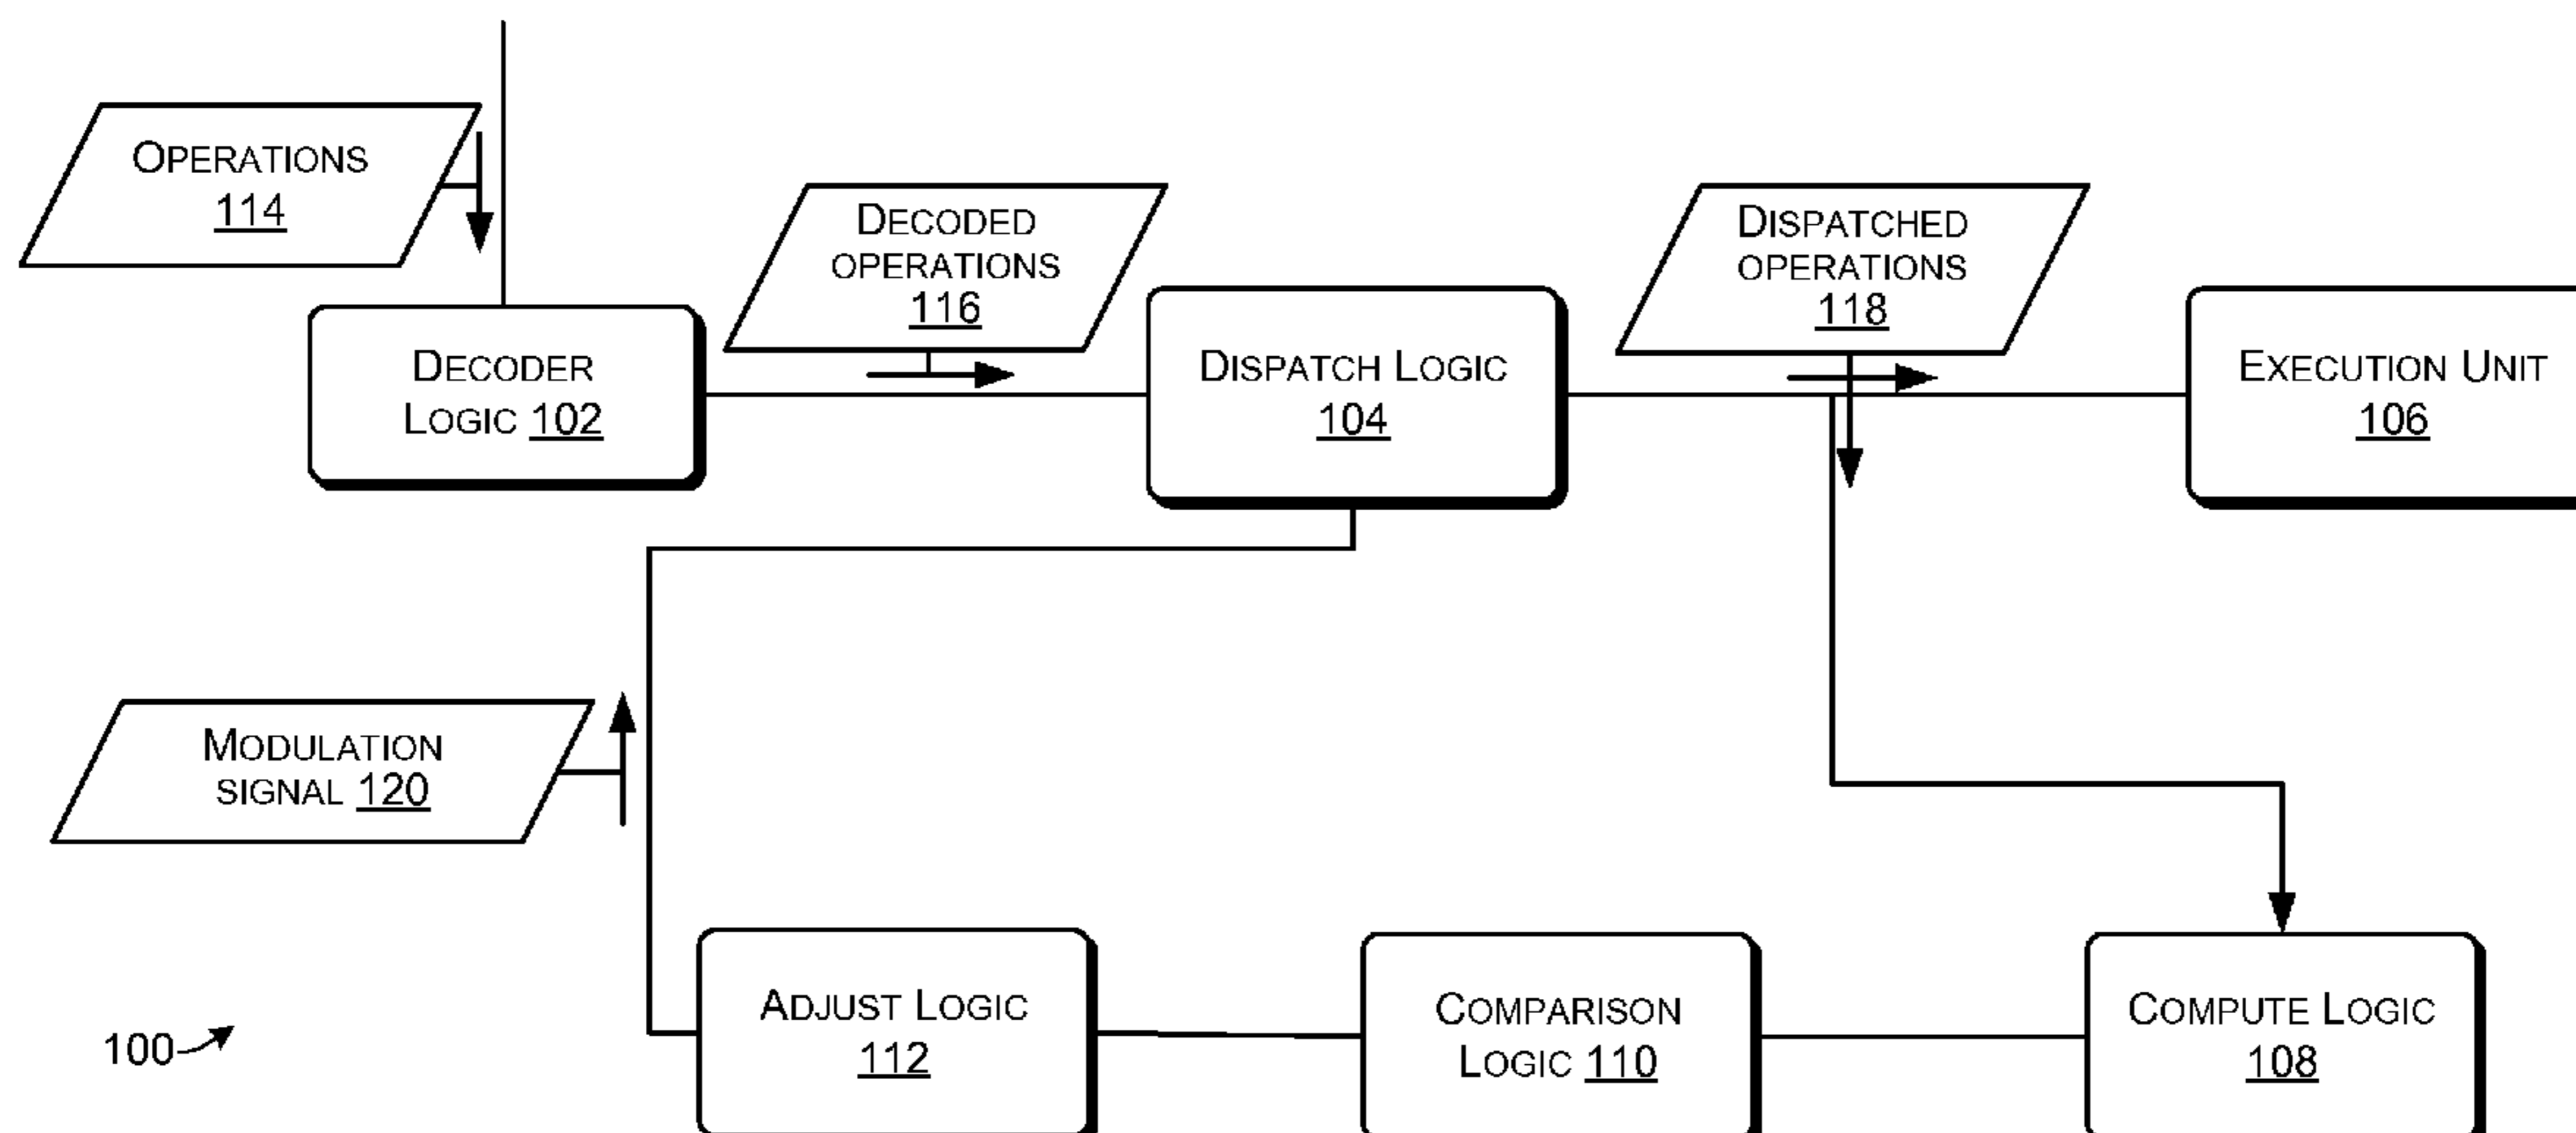 OPERATIONS
114
DECODED
OPERATIONS
116
DISPATCHED
OPERATIONS
118
DECODER
LOGIC 102
DISPATCH LOGIC
104
EXECUTION UNIT
106
MODULATION
SIGNAL 120
ADJUST LOGIC
112
COMPARISON
LOGIC 110
COMPUTE LOGIC
108
100